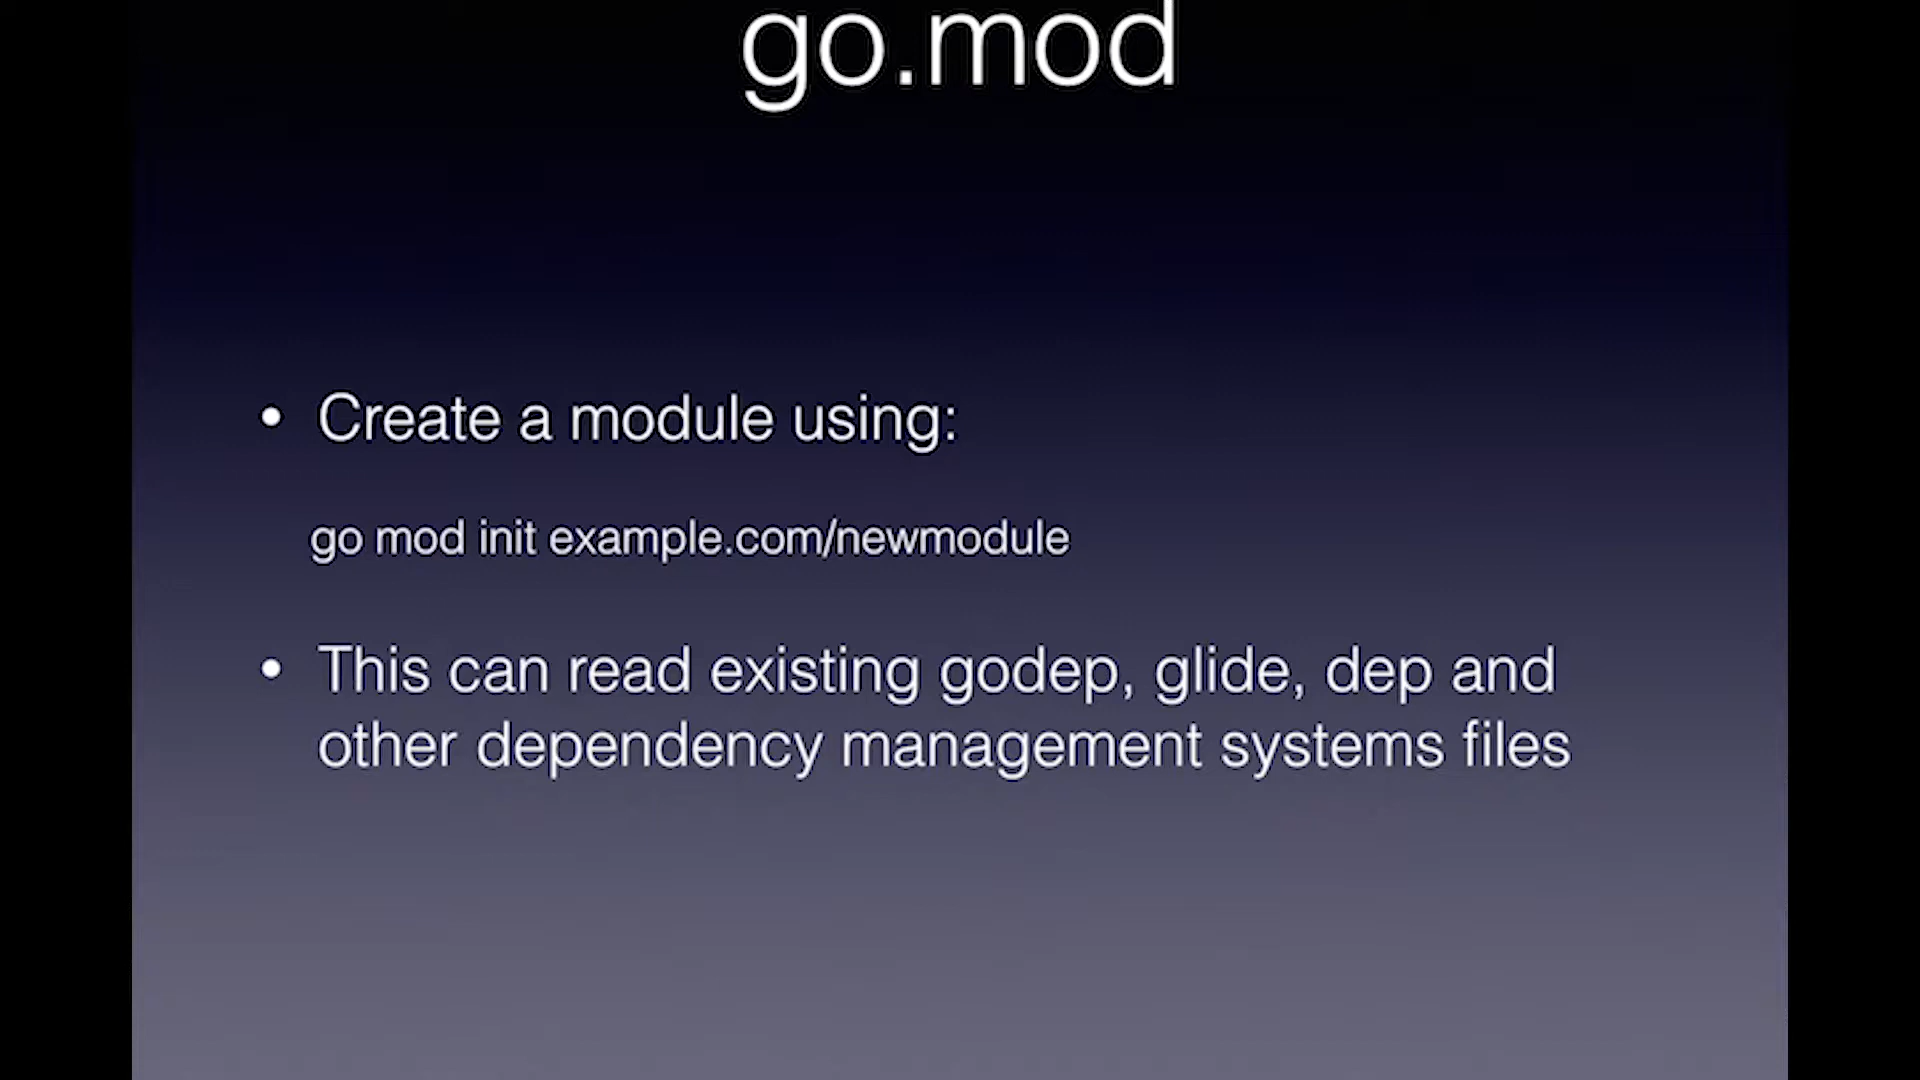 go.mod
• Create a module using:
go mod init example.com/newmodule
• This can read existing godep, glide, dep and
other dependency management systems files